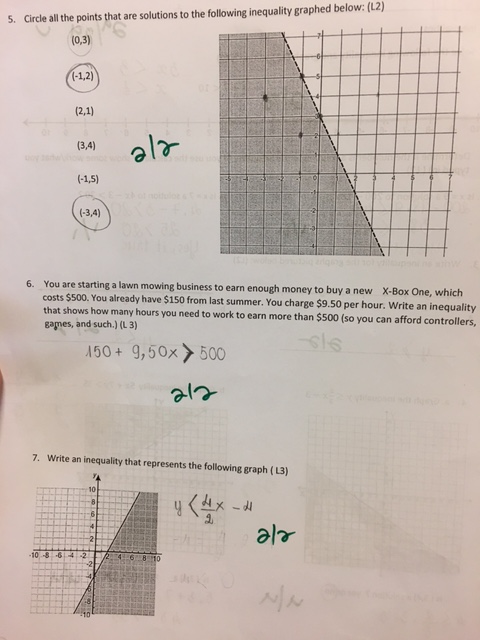 5. Circle all the points that are solutions to the following inequality graphed below: (L2)
(0,3)
(-1,2)
(2,1)
(3,4)
2/2
(-1,5)
(-3,4)
6. You are starting a lawn mowing business to earn enough money to buy a new X-Box One, which
costs $500. You already have $150 from last summer. You charge $9.50 per hour. Write an inequality
that shows how many hours you need to work to earn more than $500 (so you can afford controllers,
games, and such.) (L 3)
150 + 9,50x > 500
2/2
7. Write an inequality that represents the following graph ( L3)
y < 4/2 x - 4
2/2
10
8
6
4
2
-10 -8 -6 -4 -2 2 4 6 8 10
-2
-4
-6
-8
-10